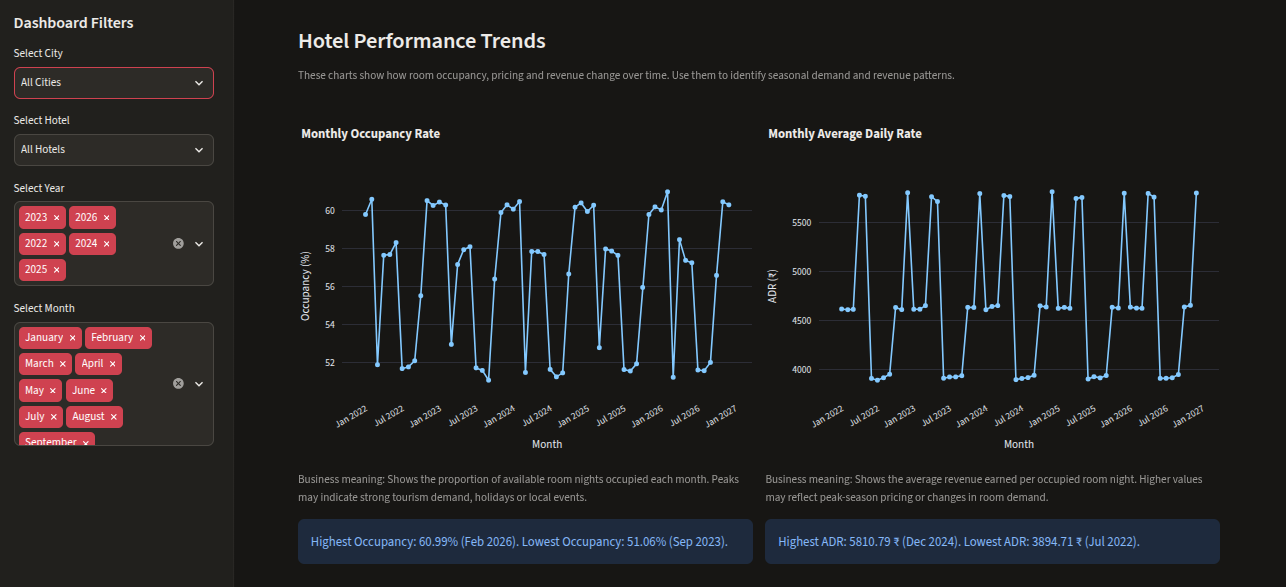 Dashboard Filters
Select City
All Cities
Select Hotel
All Hotels
Select Year
2023 × 2026 ×
2022 × 2024 ×
2025 ×
Select Month
January × February ×
March × April ×
May × June ×
July × August ×
September ×
Hotel Performance Trends
These charts show how room occupancy, pricing and revenue change over time. Use them to identify seasonal demand and revenue patterns.
Monthly Occupancy Rate
Occupancy (%)
60
58
56
54
52
Jan 2022 Jul 2022 Jan 2023 Jul 2023 Jan 2024 Jul 2024 Jan 2025 Jul 2025 Jan 2026 Jul 2026 Jan 2027
Month
Business meaning: Shows the proportion of available room nights occupied each month. Peaks
may indicate strong tourism demand, holidays or local events.
Highest Occupancy: 60.99% (Feb 2026). Lowest Occupancy: 51.06% (Sep 2023).
Monthly Average Daily Rate
ADR (₹)
5500
5000
4500
4000
Jan 2022 Jul 2022 Jan 2023 Jul 2023 Jan 2024 Jul 2024 Jan 2025 Jul 2025 Jan 2026 Jul 2026 Jan 2027
Month
Business meaning: Shows the average revenue earned per occupied room night. Higher values
may reflect peak-season pricing or changes in room demand.
Highest ADR: 5810.79 ₹ (Dec 2024). Lowest ADR: 3894.71 ₹ (Jul 2022).